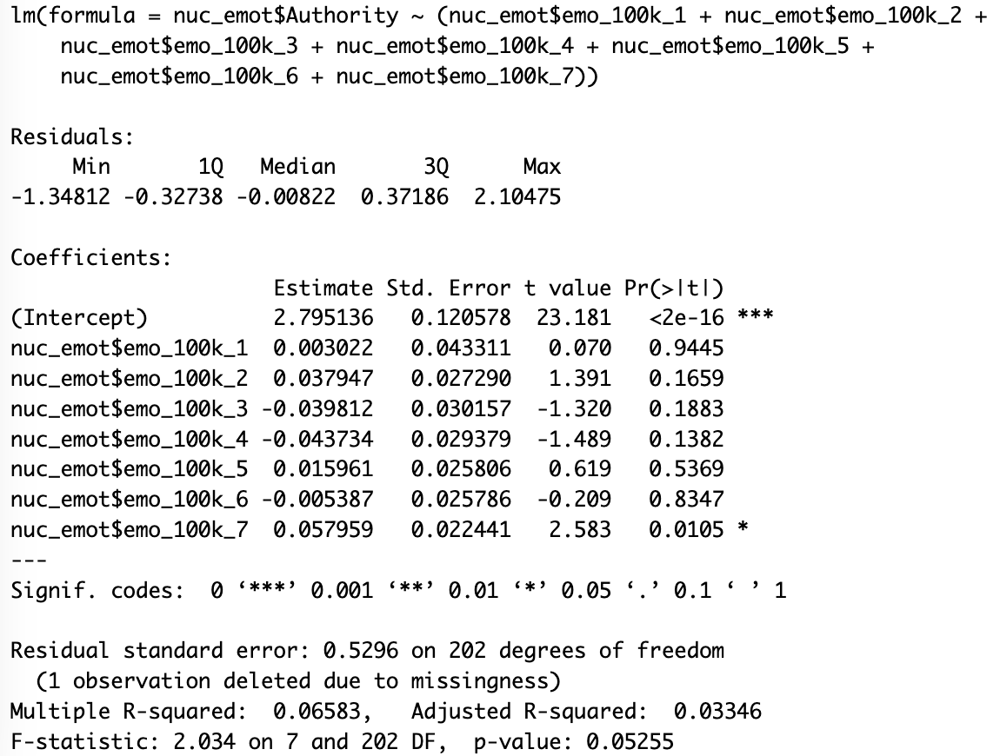 lm(formula = nuc_emot$Authority ~ (nuc_emot$emo_100k_1 + nuc_emot$emo_100k_2 +
    nuc_emot$emo_100k_3 + nuc_emot$emo_100k_4 + nuc_emot$emo_100k_5 +
    nuc_emot$emo_100k_6 + nuc_emot$emo_100k_7))

Residuals:
     Min       1Q   Median       3Q      Max
-1.34812 -0.32738 -0.00822  0.37186  2.10475

Coefficients:
                     Estimate Std. Error t value Pr(>|t|)
(Intercept)          2.795136   0.120578  23.181   <2e-16 ***
nuc_emot$emo_100k_1  0.003022   0.043311   0.070   0.9445
nuc_emot$emo_100k_2  0.037947   0.027290   1.391   0.1659
nuc_emot$emo_100k_3 -0.039812   0.030157  -1.320   0.1883
nuc_emot$emo_100k_4 -0.043734   0.029379  -1.489   0.1382
nuc_emot$emo_100k_5  0.015961   0.025806   0.619   0.5369
nuc_emot$emo_100k_6 -0.005387   0.025786  -0.209   0.8347
nuc_emot$emo_100k_7  0.057959   0.022441   2.583   0.0105 *
---
Signif. codes:  0 ‘***’ 0.001 ‘**’ 0.01 ‘*’ 0.05 ‘.’ 0.1 ‘ ’ 1

Residual standard error: 0.5296 on 202 degrees of freedom
  (1 observation deleted due to missingness)
Multiple R-squared:  0.06583,   Adjusted R-squared:  0.03346
F-statistic: 2.034 on 7 and 202 DF,  p-value: 0.05255